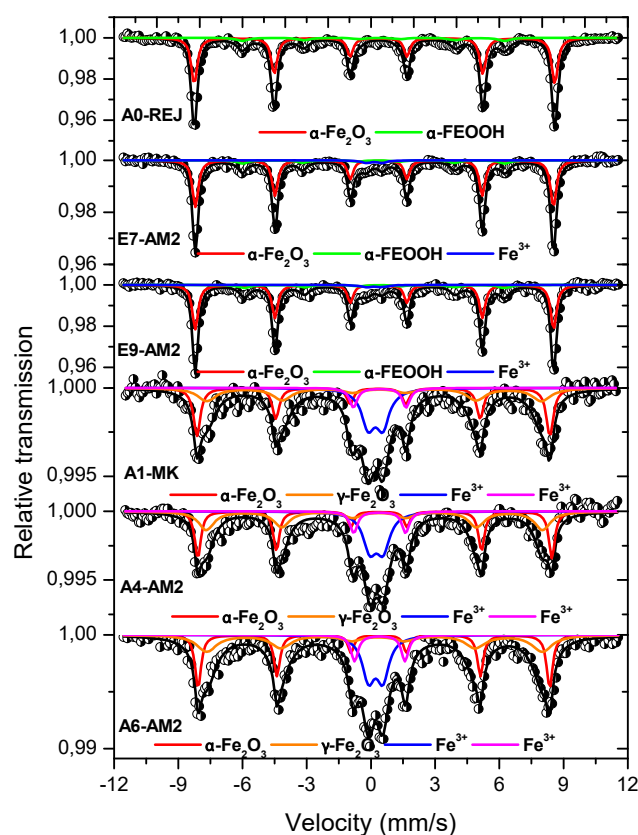 1,00
0,98
0,96
A0-REJ
α-Fe₂O₃ α-FEOOH
1,00
0,98
0,96
E7-AM2
α-Fe₂O₃ α-FEOOH Fe³⁺
1,00
0,98
0,96
E9-AM2
α-Fe₂O₃ α-FEOOH Fe³⁺
1,000
0,995
A1-MK
α-Fe₂O₃ γ-Fe₂O₃ Fe³⁺ Fe³⁺
1,000
0,995
A4-AM2
α-Fe₂O₃ γ-Fe₂O₃ Fe³⁺ Fe³⁺
1,00
0,99
A6-AM2
α-Fe₂O₃ γ-Fe₂O₃ Fe³⁺ Fe³⁺
-12 -9 -6 -3 0 3 6 9 12
Velocity (mm/s)
Relative transmission